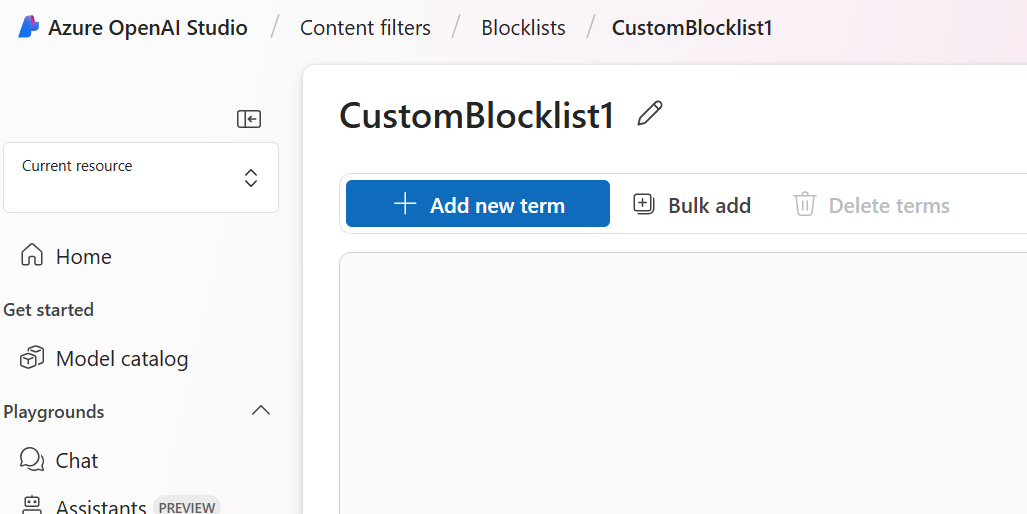 Azure OpenAI Studio / Content filters / Blocklists / CustomBlocklist1
CustomBlocklist1
Current resource
Add new term
Bulk add
Delete terms
Home
Get started
Model catalog
Playgrounds
Chat
Assistants PREVIEW